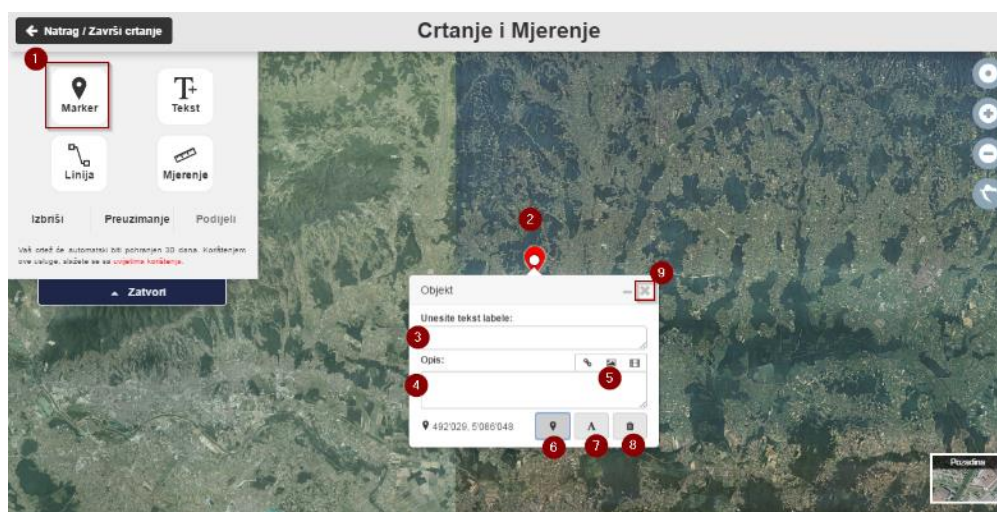 Natrag / Završi crtanje
Crtanje i Mjerenje
1
Marker
T+
Tekst
Linija
Mjerenje
Izbriši Preuzimanje Podijeli
Vaš crtež će automatski biti pohranjen 30 dana. Korištenjem
ove usluge, slažete se sa uvjetima korištenja.
Zatvori
2
9
Objekt
Unesite tekst labele:
3
Opis:
5
4
492'029, 5'086'048
A
6
7
8
Pozadina